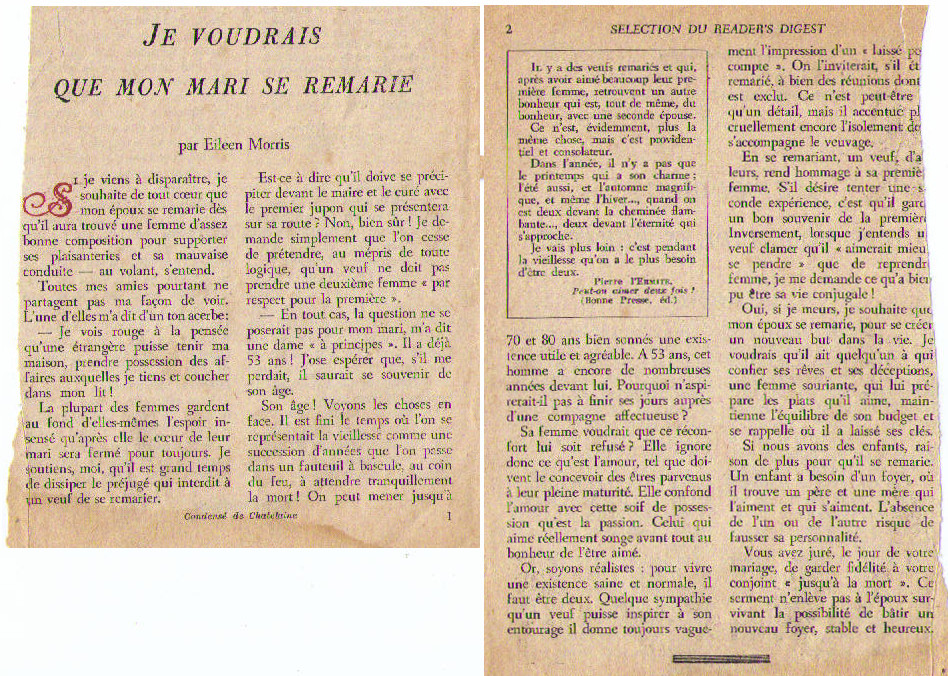 JE VOUDRAIS
QUE MON MARI SE REMARIE
par Eileen Morris
SI je viens à disparaître, je
souhaite de tout cœur que
mon époux se remarie dès
qu'il aura trouvé une femme d'assez
bonne composition pour supporter
ses plaisanteries et sa mauvaise
conduite — au volant, s'entend.
Toutes mes amies pourtant ne
partagent pas ma façon de voir.
L'une d'elles m'a dit d'un ton acerbe:
— Je vois rouge à la pensée
qu'une étrangère puisse tenir ma
maison, prendre possession des af-
faires auxquelles je tiens et coucher
dans mon lit !
La plupart des femmes gardent
au fond d'elles-mêmes l'espoir in-
sensé qu'après elle le cœur de leur
mari sera fermé pour toujours. Je
soutiens, moi, qu'il est grand temps
de dissiper le préjugé qui interdit à
un veuf de se remarier.
Est-ce à dire qu'il doive se préci-
piter devant le maire et le curé avec
le premier jupon qui se présentera
sur sa route ? Non, bien sûr ! Je de-
mande simplement que l'on cesse
de prétendre, au mépris de toute
logique, qu'un veuf ne doit pas
prendre une deuxième femme « par
respect pour la première ».
— En tout cas, la question ne se
poserait pas pour mon mari, m'a dit
une dame « à principes ». Il a déjà
53 ans ! J'ose espérer que, s'il me
perdait, il saurait se souvenir de
son âge.
Son âge ! Voyons les choses en
face. Il est fini le temps où l'on se
représentait la vieillesse comme une
succession d'années que l'on passe
dans un fauteuil à bascule, au coin
du feu, à attendre tranquillement
la mort ! On peut mener jusqu'à
Condensé de Chatelaine
1
2
SELECTION DU READER'S DIGEST
IL y a des veufs remariés et qui,
après avoir aimé beaucoup leur pre-
mière femme, retrouvent un autre
bonheur qui est, tout de même, du
bonheur, avec une seconde épouse.
Ce n'est, évidemment, plus la
même chose, mais c'est providen-
tiel et consolateur.
Dans l'année, il n'y a pas que
le printemps qui a son charme :
l'été aussi, et l'automne magnifi-
que, et même l'hiver..., quand on
est deux devant la cheminée flam-
bante..., deux devant l'éternité qui
s'approche.
Je vais plus loin : c'est pendant
la vieillesse qu'on a le plus besoin
d'être deux.
Pierre l'ERMITE,
Peut-on aimer deux fois ?
(Bonne Presse, éd.)
70 et 80 ans bien sonnés une exis-
tence utile et agréable. A 53 ans, cet
homme a encore de nombreuses
années devant lui. Pourquoi n'aspi-
rerait-il pas à finir ses jours auprès
d'une compagne affectueuse ?
Sa femme voudrait que ce récon-
fort lui soit refusé ? Elle ignore
donc ce qu'est l'amour, tel que doi-
vent le concevoir des êtres parvenus
à leur pleine maturité. Elle confond
l'amour avec cette soif de posses-
sion qu'est la passion. Celui qui
aime réellement songe avant tout au
bonheur de l'être aimé.
Or, soyons réalistes : pour vivre
une existence saine et normale, il
faut être deux. Quelque sympathie
qu'un veuf puisse inspirer à son
entourage il donne toujours vague-
ment l'impression d'un « laissé po
compte ». On l'inviterait, s'il ét
remarié, à bien des réunions dont
est exclu. Ce n'est peut-être
qu'un détail, mais il accentue pl
cruellement encore l'isolement do
s'accompagne le veuvage.
En se remariant, un veuf, d'a
leurs, rend hommage à sa premiè
femme. S'il désire tenter une s
conde expérience, c'est qu'il gard
un bon souvenir de la première
Inversement, lorsque j'entends u
veuf clamer qu'il « aimerait mieu
se pendre » que de reprendr
femme, je me demande ce qu'a bien
pu être sa vie conjugale !
Oui, si je meurs, je souhaite que
mon époux se remarie, pour se créer
un nouveau but dans la vie. Je
voudrais qu'il ait quelqu'un à qui
confier ses rêves et ses déceptions,
une femme souriante, qui lui pré-
pare les plats qu'il aime, main-
tienne l'équilibre de son budget et
se rappelle où il a laissé ses clés.
Si nous avons des enfants, rai-
son de plus pour qu'il se remarie.
Un enfant a besoin d'un foyer, où
il trouve un père et une mère qui
l'aiment et qui s'aiment. L'absence
de l'un ou de l'autre risque de
fausser sa personnalité.
Vous avez juré, le jour de votre
mariage, de garder fidélité à votre
conjoint « jusqu'à la mort ». Ce
serment n'enlève pas à l'époux sur-
vivant la possibilité de bâtir un
nouveau foyer, stable et heureux.